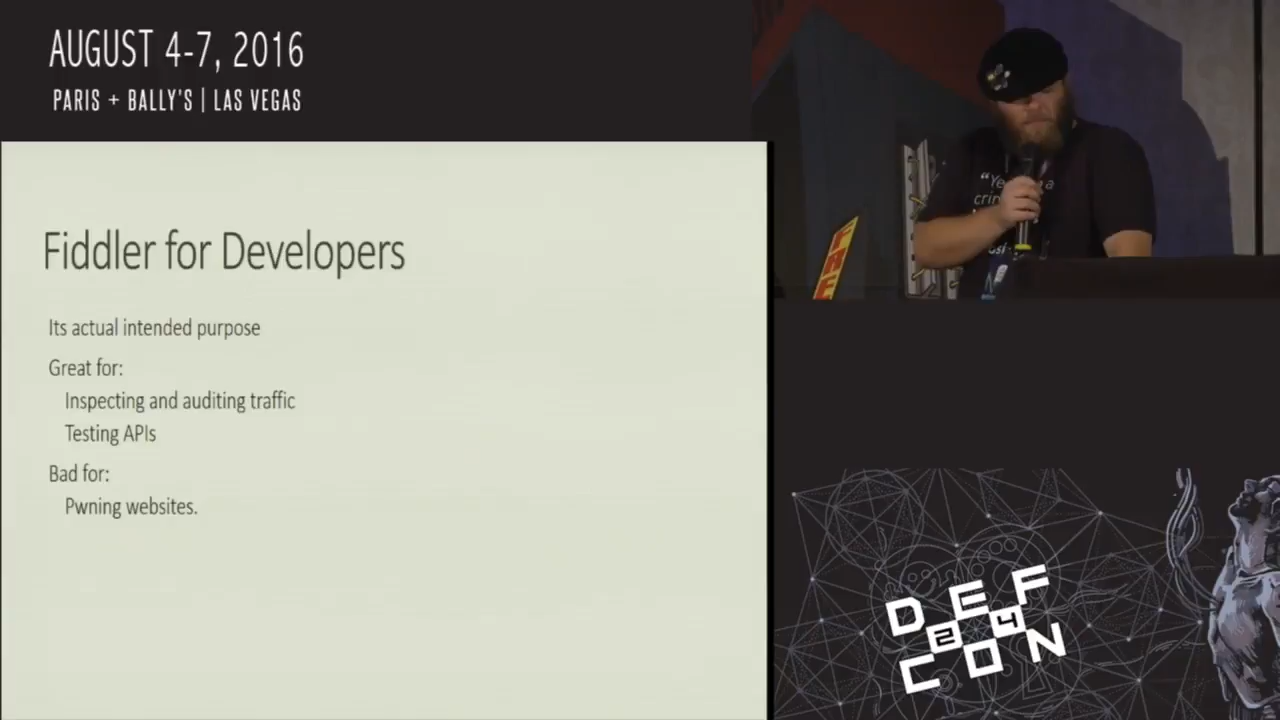 AUGUST 4-7, 2016
PARIS + BALLY'S | LAS VEGAS
Fiddler for Developers
Its actual intended purpose
Great for:
Inspecting and auditing traffic
Testing APIs
Bad for:
Pwning websites.
DEF
24
CON